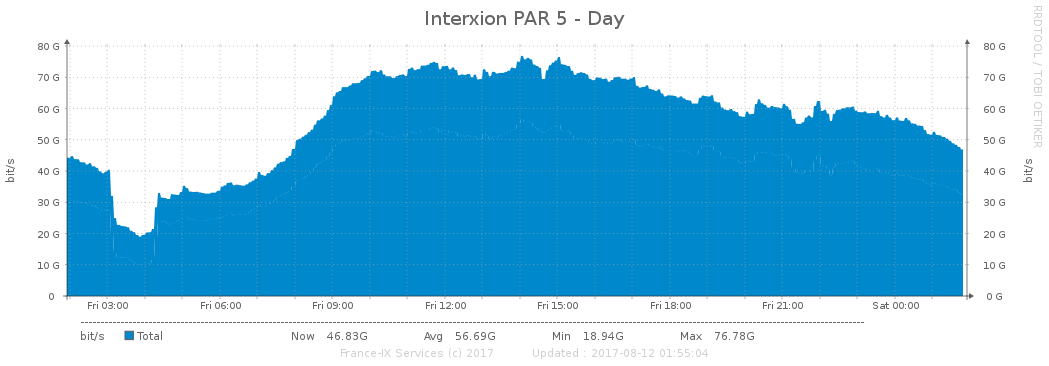 Interxion PAR 5 - Day
RRDTOOL / TOBI OETIKER
80 G 80 G
70 G 70 G
60 G 60 G
50 G 50 G
40 G 40 G
30 G 30 G
20 G 20 G
10 G 10 G
0 0 G
bit/s bit/s
Fri 03:00 Fri 06:00 Fri 09:00 Fri 12:00 Fri 15:00 Fri 18:00 Fri 21:00 Sat 00:00
bit/s Total Now 46.83G Avg 56.69G Min 18.94G Max 76.78G
France-IX Services (c) 2017 Updated : 2017-08-12 01:55:04